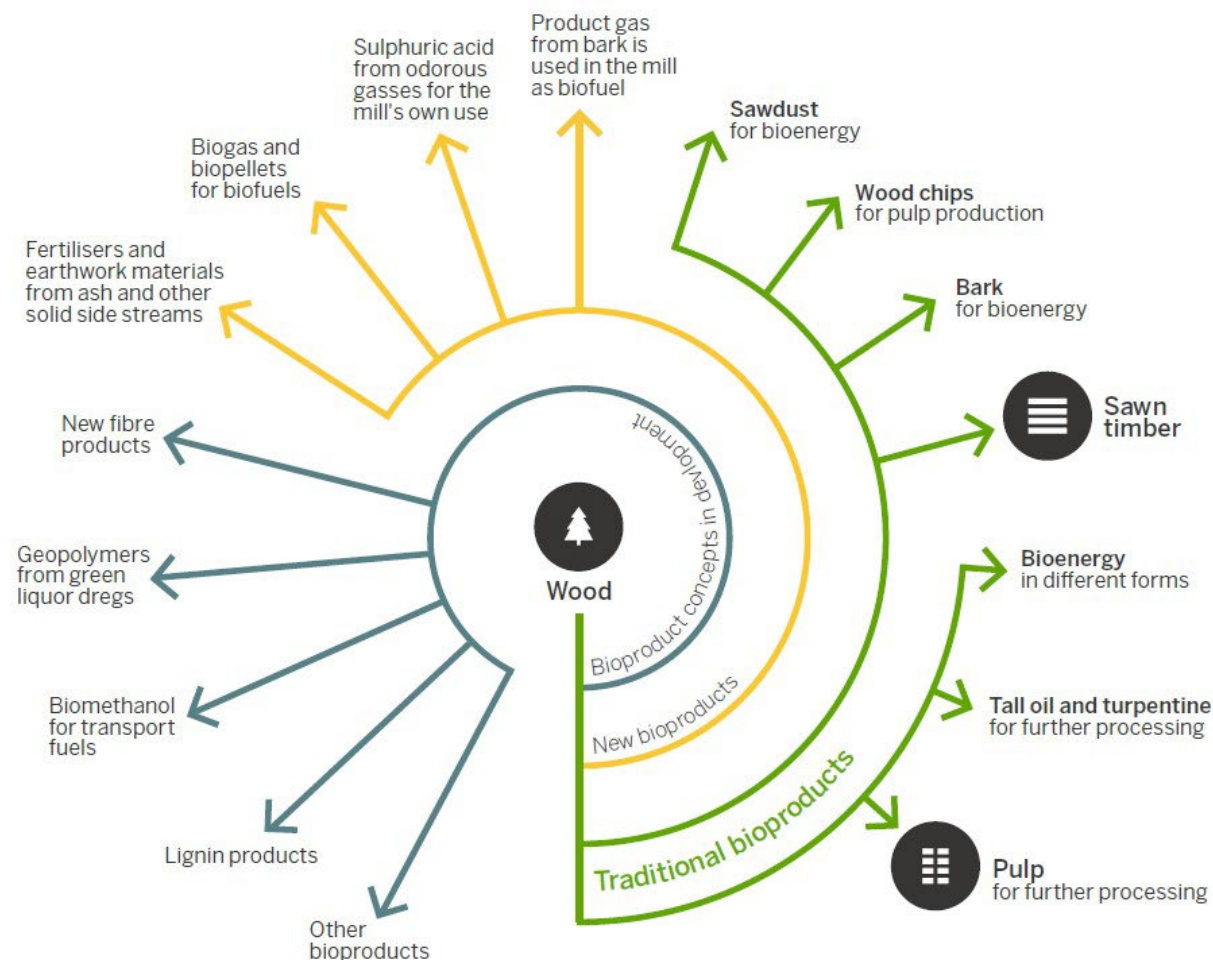 Product gas
from bark is
used in the mill
as biofuel
Sulphuric acid
from odorous
gasses for the
mill's own use
Biogas and
biopellets
for biofuels
Fertilisers and
earthwork materials
from ash and other
solid side streams
New fibre
products
Geopolymers
from green
liquor dregs
Biomethanol
for transport
fuels
Lignin products
Other
bioproducts
Sawdust
for bioenergy
Wood chips
for pulp production
Bark
for bioenergy
Sawn
timber
Bioenergy
in different forms
Tall oil and turpentine
for further processing
Pulp
for further processing
Wood
Bioproduct concepts in devlopment
New bioproducts
Traditional bioproducts